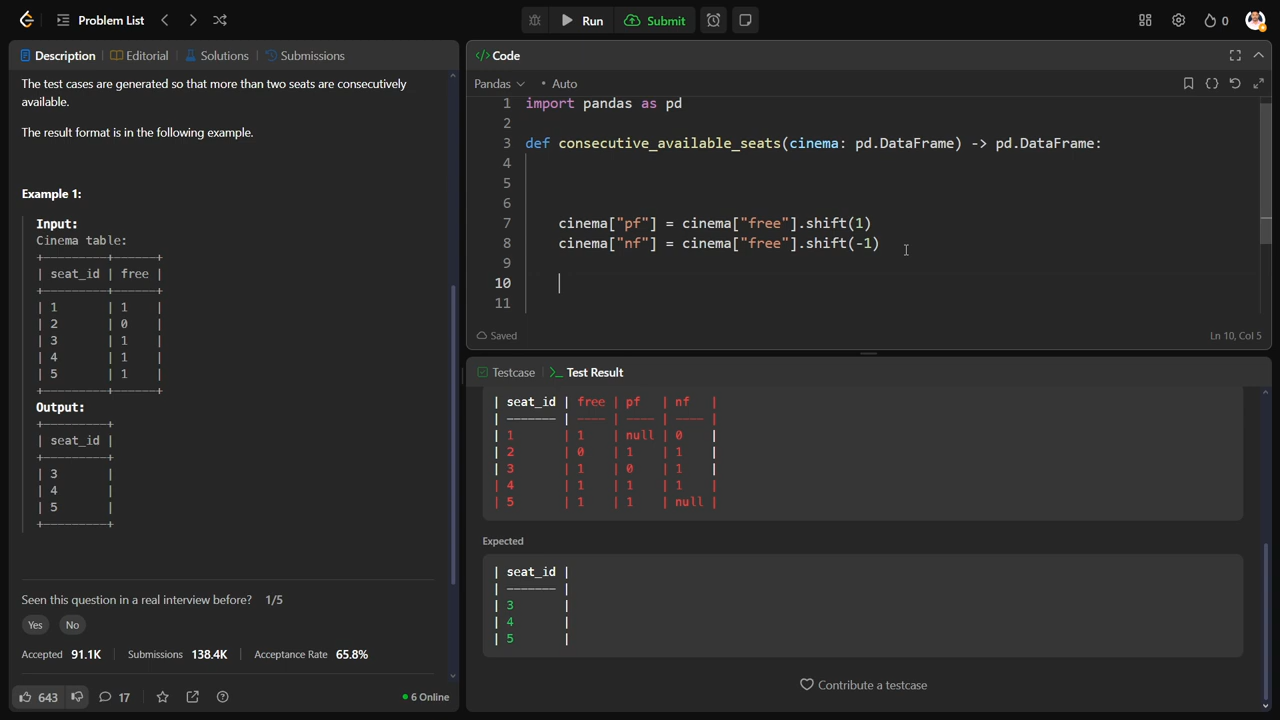 Problem List
Run
Submit
0
Description
Editorial
Solutions
Submissions
The test cases are generated so that more than two seats are consecutively
available.
The result format is in the following example.
Example 1:
Input:
Cinema table:
+---------+------+
| seat_id | free |
+---------+------+
| 1 | 1 |
| 2 | 0 |
| 3 | 1 |
| 4 | 1 |
| 5 | 1 |
+---------+------+
Output:
+---------+
| seat_id |
+---------+
| 3 |
| 4 |
| 5 |
+---------+
Seen this question in a real interview before? 1/5
Yes
No
Accepted 91.1K
Submissions 138.4K
Acceptance Rate 65.8%
643
17
6 Online
</> Code
Pandas
Auto
1 import pandas as pd
2
3 def consecutive_available_seats(cinema: pd.DataFrame) -> pd.DataFrame:
4
5
6
7 cinema["pf"] = cinema["free"].shift(1)
8 cinema["nf"] = cinema["free"].shift(-1)
9
10
11
Saved
Ln 10, Col 5
Testcase
>_ Test Result
| seat_id | free | pf | nf |
| ------- | ---- | ---- | ---- |
| 1 | 1 | null | 0 |
| 2 | 0 | 1 | 1 |
| 3 | 1 | 0 | 1 |
| 4 | 1 | 1 | 1 |
| 5 | 1 | 1 | null |
Expected
| seat_id |
| ------- |
| 3 |
| 4 |
| 5 |
Contribute a testcase